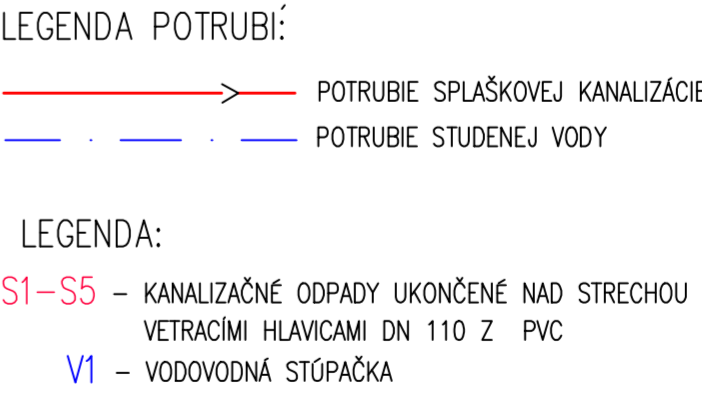 LEGENDA POTRUBÍ:
POTRUBIE SPLAŠKOVEJ KANALIZÁCIE
POTRUBIE STUDENEJ VODY
LEGENDA:
S1-S5 - KANALIZAČNÉ ODPADY UKONČENÉ NAD STRECHOU
VETRACÍMI HLAVICAMI DN 110 Z PVC
V1 - VODOVODNÁ STÚPAČKA